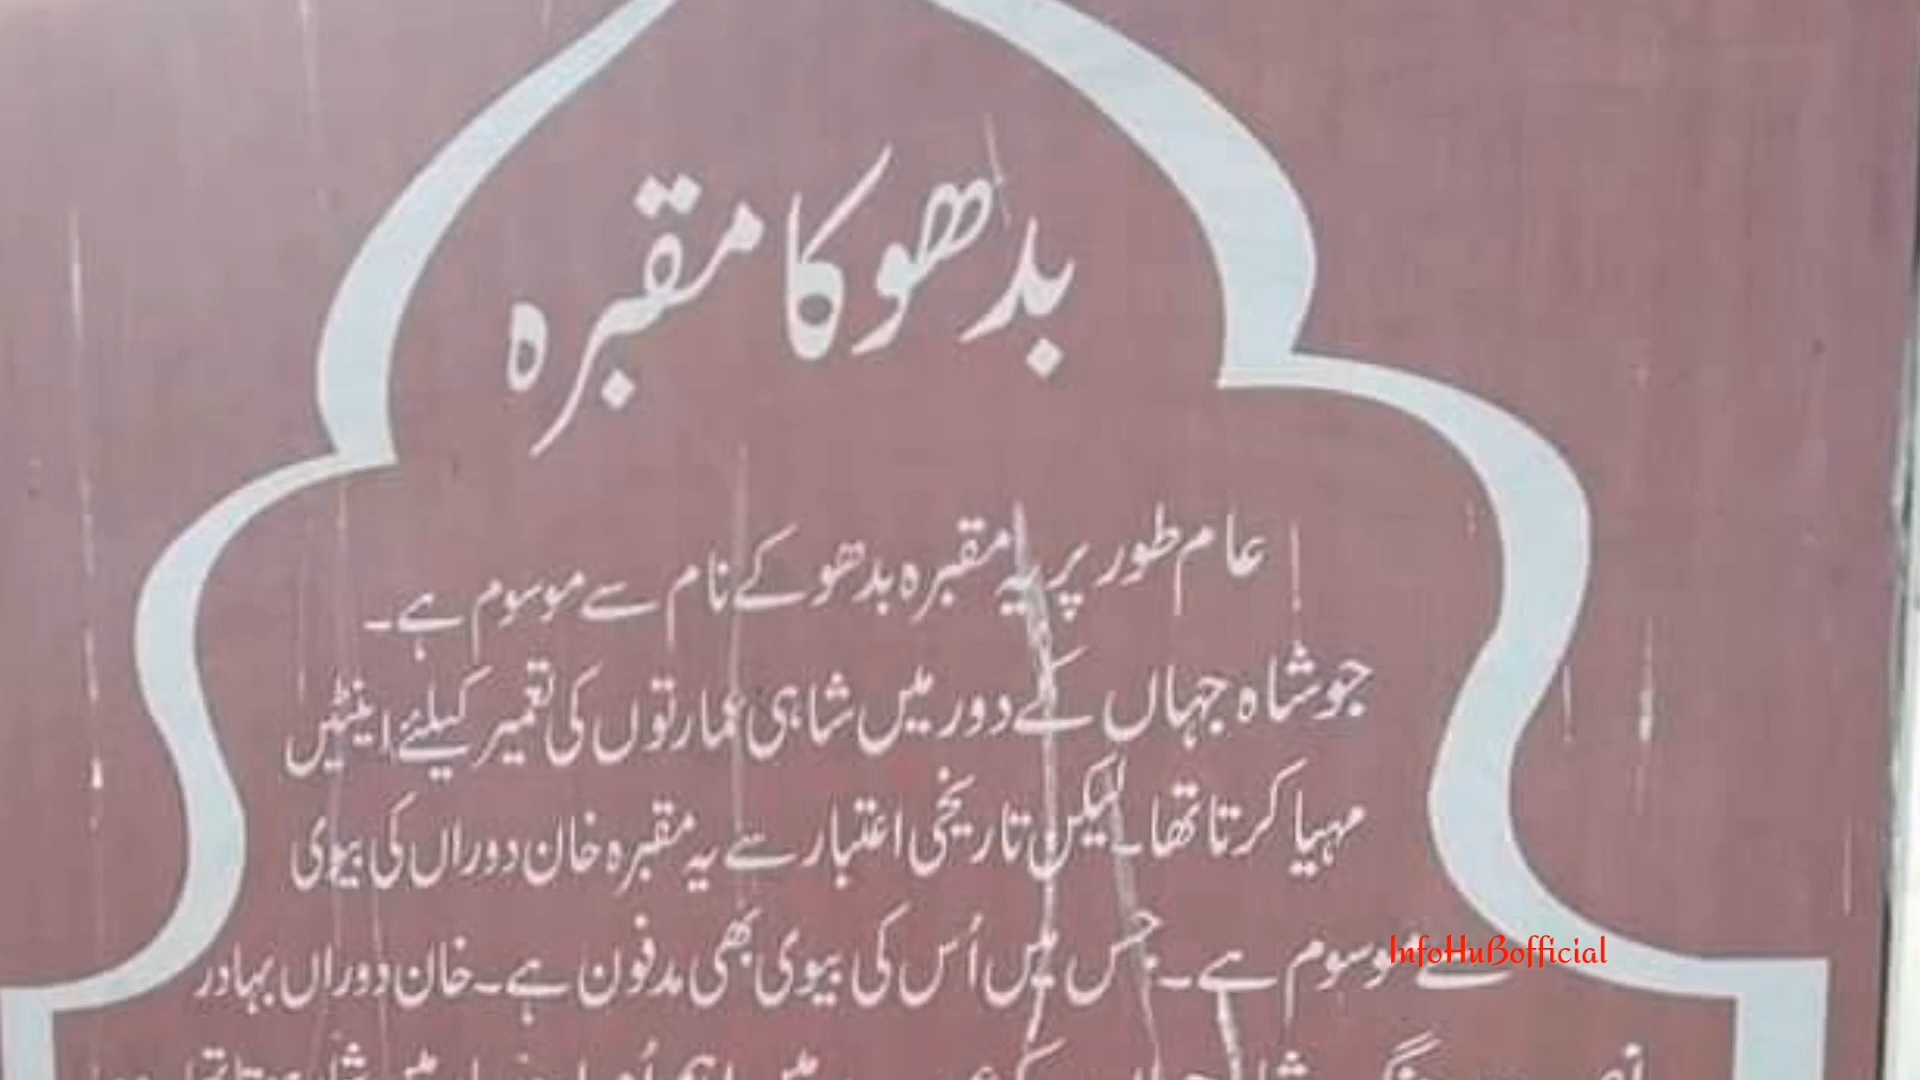 بدھو کا مقبرہ
عام طور پر یہ مقبرہ بدھو کے نام سے موسوم ہے۔
جو شاہ جہاں کے دور میں شاہی عمارتوں کی تعمیر کیلئے اینٹیں
مہیا کرتا تھا۔ لیکن تاریخی اعتبار سے یہ مقبرہ خان دوراں کی بیوی
سے موسوم ہے۔ جس میں اُس کی بیوی بھی مدفون ہے۔ خان دوراں بہادر
InfoHuBofficial